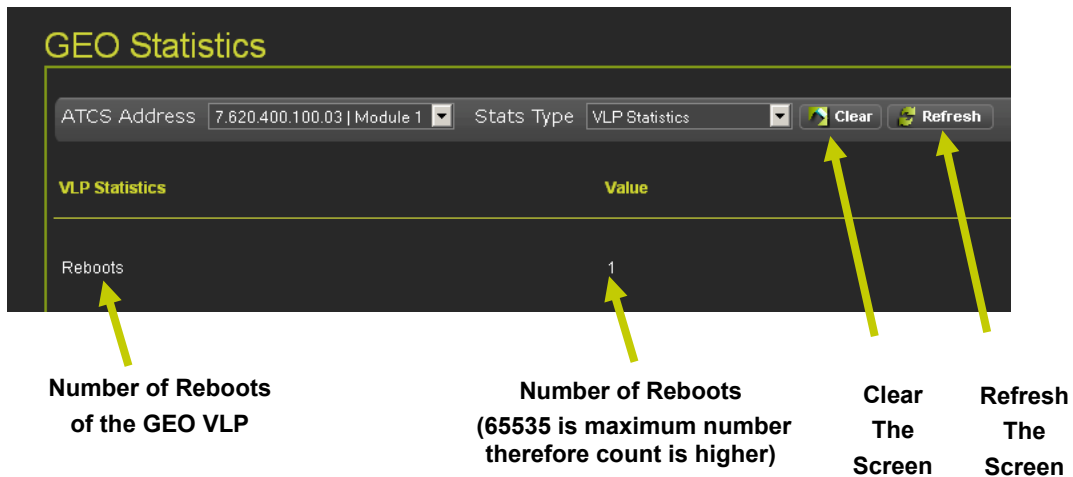 GEO Statistics
ATCS Address 7.620.400.100.03 | Module 1 Stats Type VLP Statistics Clear Refresh
VLP Statistics Value
Reboots 1
Number of Reboots
of the GEO VLP
Number of Reboots
(65535 is maximum number
therefore count is higher)
Clear
The
Screen
Refresh
The
Screen